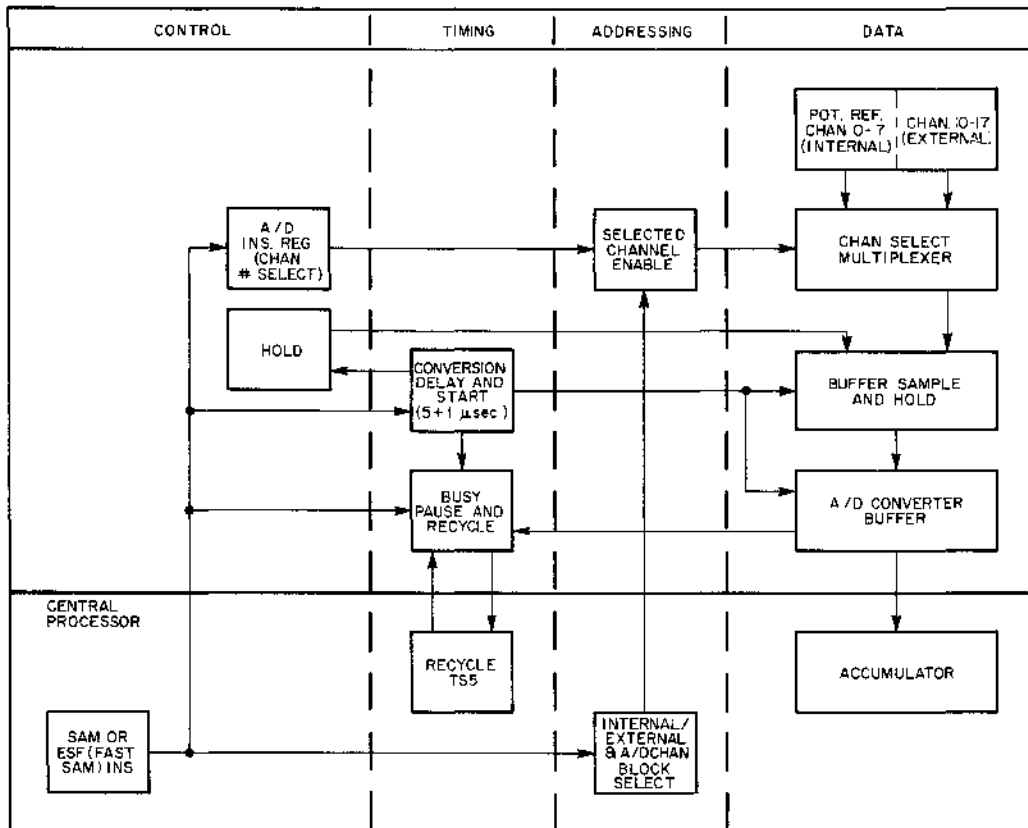 CONTROL
TIMING
ADDRESSING
DATA
POT. REF.
CHAN 0-7
(INTERNAL)
CHAN. 10-17
(EXTERNAL)
A/D
INS. REG
(CHAN
# SELECT)
SELECTED
CHANNEL
ENABLE
CHAN SELECT
MULTIPLEXER
HOLD
CONVERSION
DELAY AND
START
(5+1 μsec)
BUFFER SAMPLE
AND HOLD
BUSY
PAUSE AND
RECYCLE
A/D CONVERTER
BUFFER
CENTRAL
PROCESSOR
RECYCLE
TS5
ACCUMULATOR
SAM OR
ESF (FAST
SAM) INS
INTERNAL/
EXTERNAL
& A/DCHAN
BLOCK
SELECT